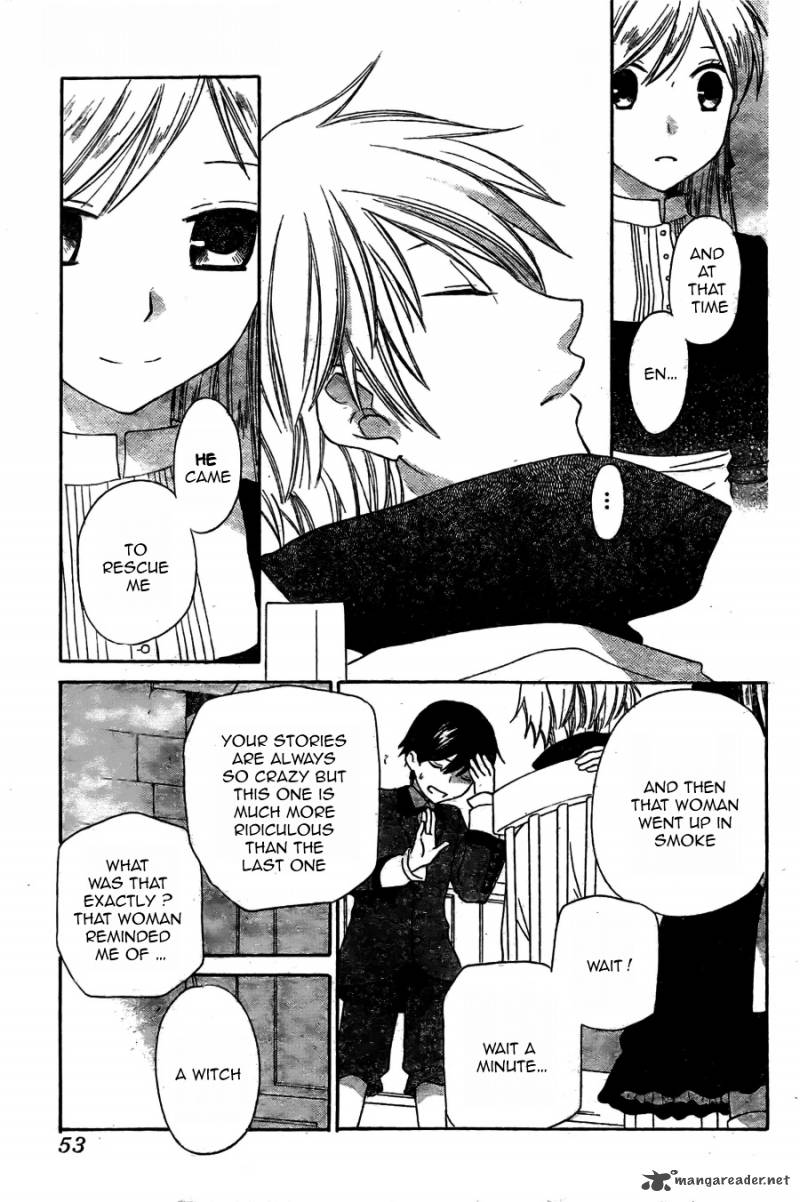 AND
AT
THAT
TIME
EN...
...
HE
CAME
TO
RESCUE
ME
AND THEN
THAT WOMAN
WENT UP IN
SMOKE
WAIT !
WAIT A
MINUTE...
YOUR STORIES
ARE ALWAYS
SO CRAZY BUT
THIS ONE IS
MUCH MORE
RIDICULOUS
THAN THE
LAST ONE
WHAT
WAS THAT
EXACTLY ?
THAT WOMAN
REMINDED
ME OF ...
A WITCH
53
mangareader.net